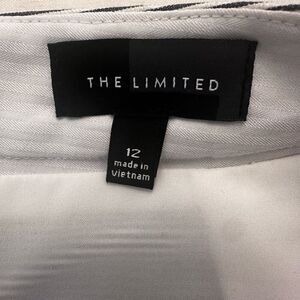 THE LIMITED
12
made in
vietnam